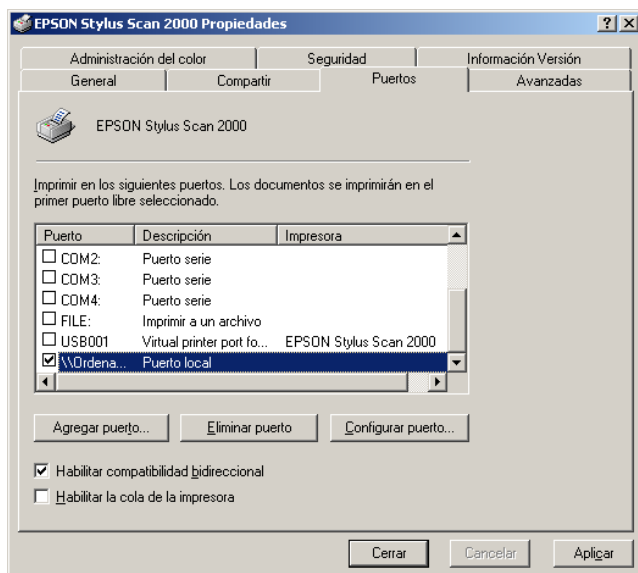 EPSON Stylus Scan 2000 Propiedades
Administración del color Seguridad Información Versión
General Compartir Puertos Avanzadas
EPSON Stylus Scan 2000
Imprimir en los siguientes puertos. Los documentos se imprimirán en el
primer puerto libre seleccionado.
Puerto Descripción Impresora
COM2: Puerto serie
COM3: Puerto serie
COM4: Puerto serie
FILE: Imprimir a un archivo
USB001 Virtual printer port fo... EPSON Stylus Scan 2000
\\Ordena... Puerto local
Agregar puerto... Eliminar puerto Configurar puerto...
Habilitar compatibilidad bidireccional
Habilitar la cola de la impresora
Cerrar Cancelar Aplicar